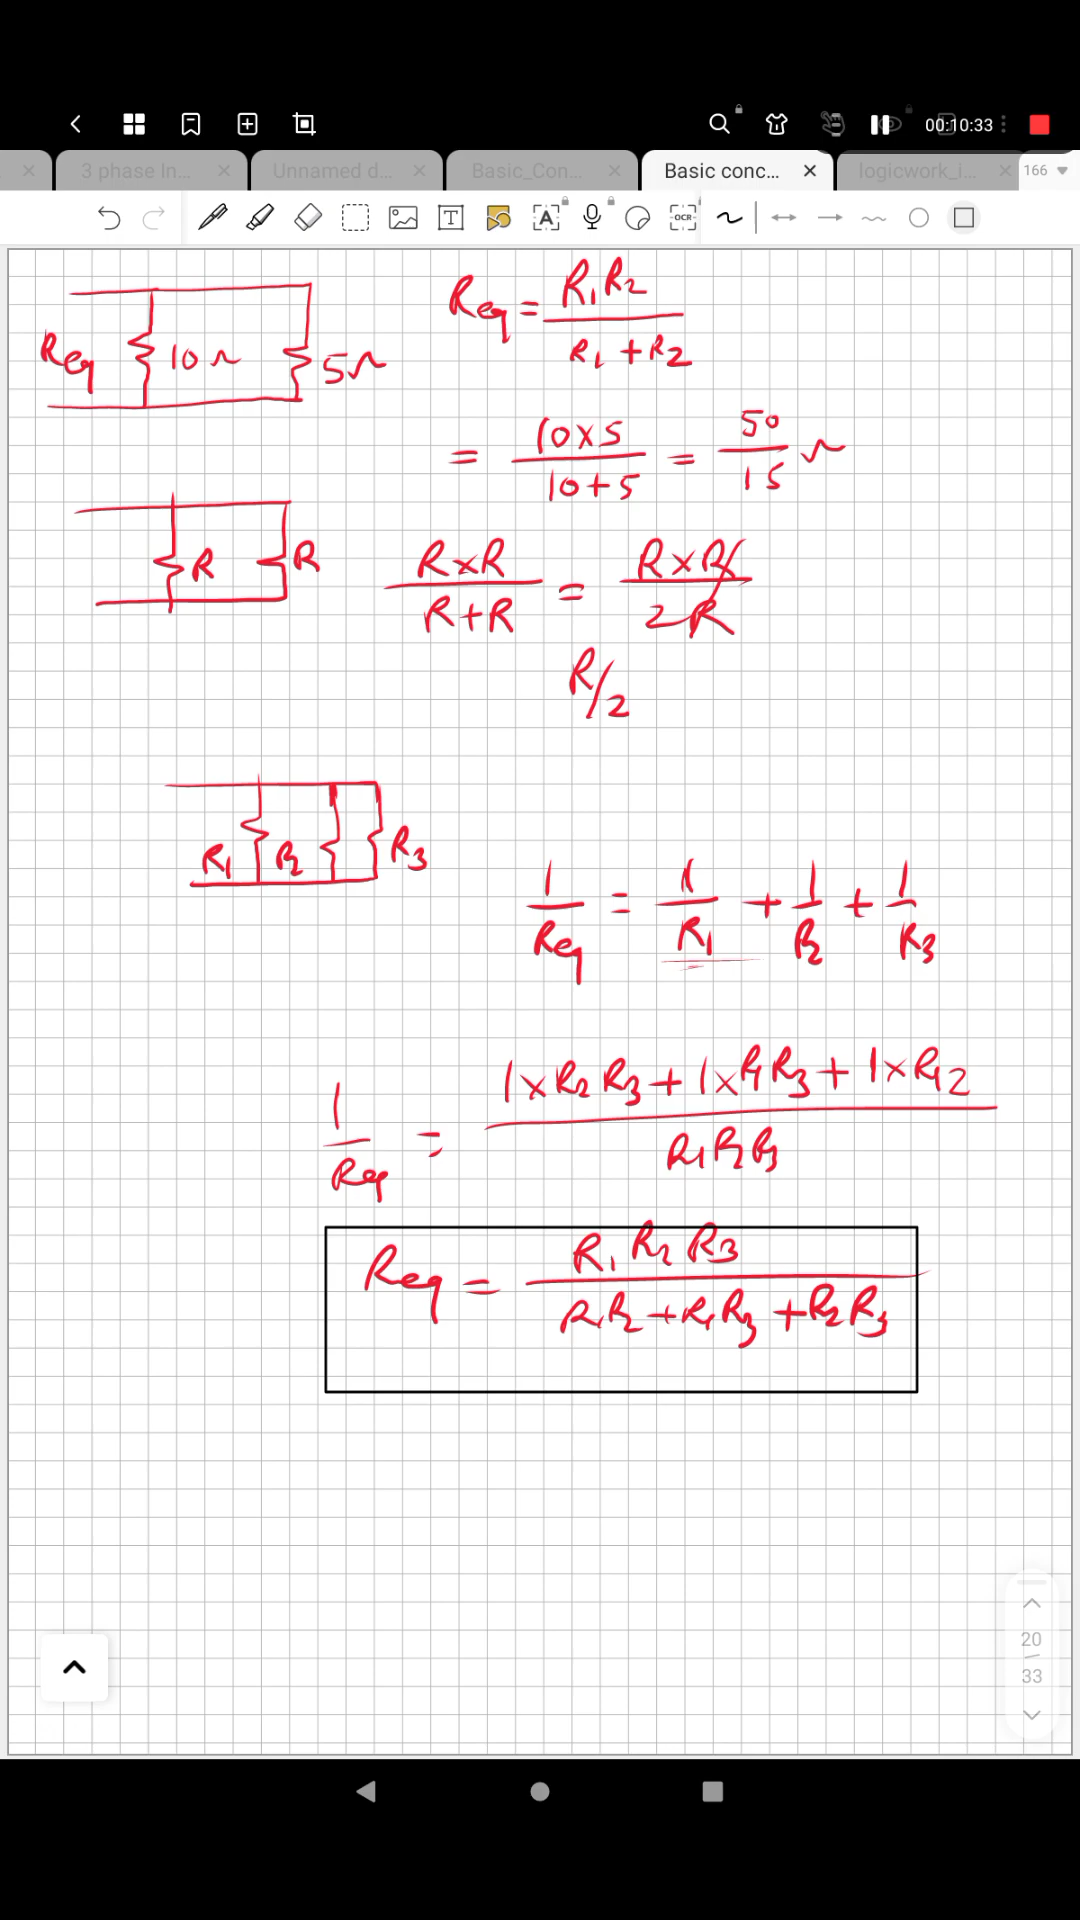 00:10:33
3 phase In... Unnamed d... Basic_Con... Basic conc... logicwork_i... 166
T A OCR
Req 10Ω 5Ω
Req = R1R2 / R1 + R2
= 10×5 / 10+5 = 50 / 15 Ω
R R
R×R / R+R = R×R / 2R
R/2
R1 R2 R3
1/Req = 1/R1 + 1/R2 + 1/R3
1/Req = 1×R2R3 + 1×R1R3 + 1×R12 / R1R2R3
Req = R1R2R3 / R1R2 + R1R3 + R2R3
20
33